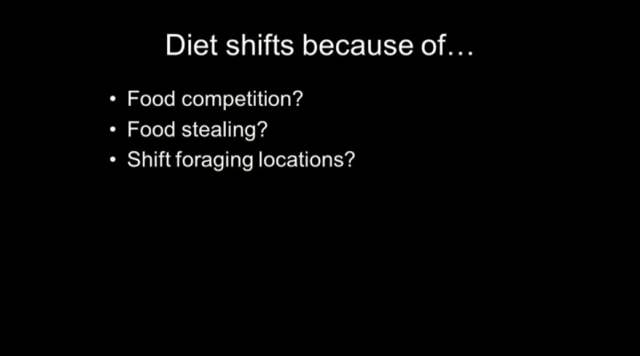 Diet shifts because of…
• Food competition?
• Food stealing?
• Shift foraging locations?